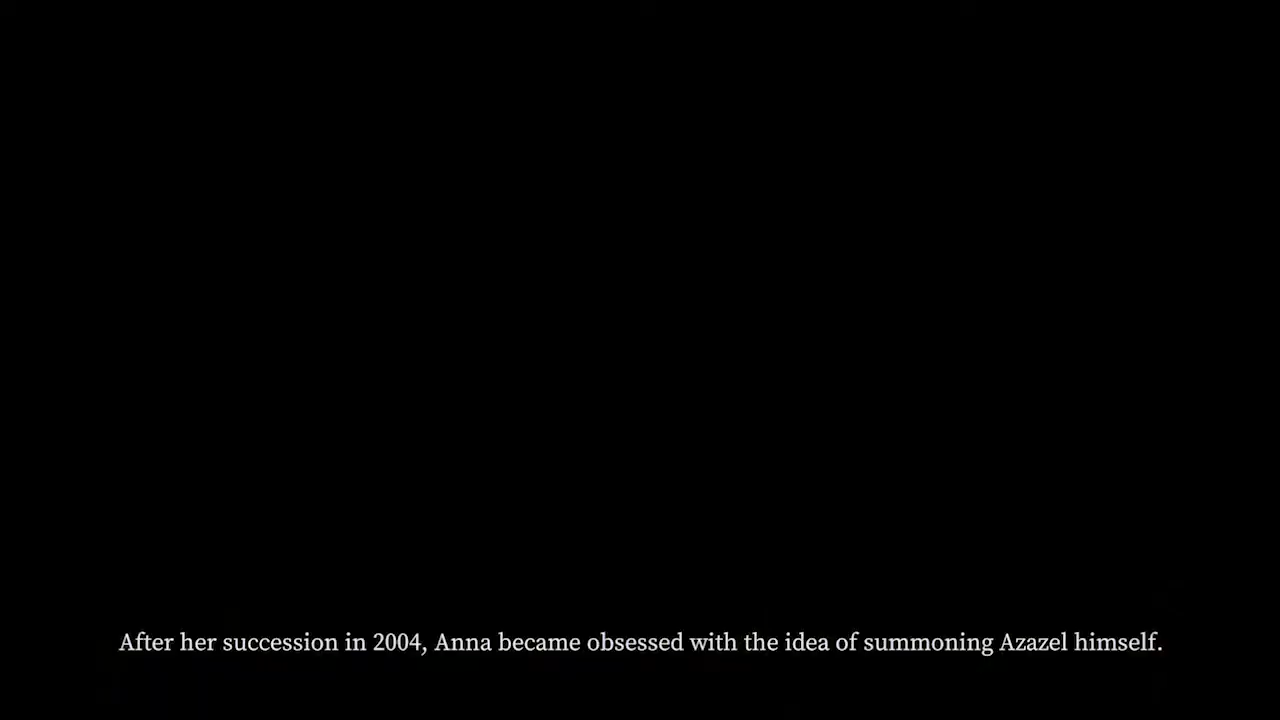 After her succession in 2004, Anna became obsessed with the idea of summoning Azazel himself.